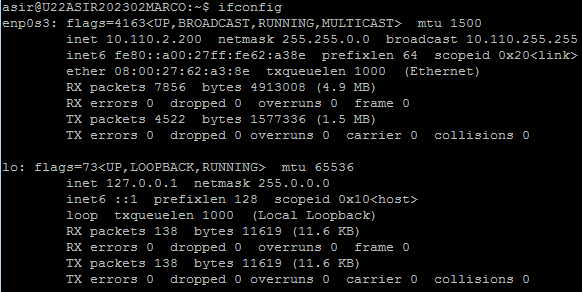 asir@U22ASIR202302MARCO:~$ ifconfig
enp0s3: flags=4163<UP,BROADCAST,RUNNING,MULTICAST>  mtu 1500
        inet 10.110.2.200  netmask 255.255.0.0  broadcast 10.110.255.255
        inet6 fe80::a00:27ff:fe62:a38e  prefixlen 64  scopeid 0x20<link>
        ether 08:00:27:62:a3:8e  txqueuelen 1000  (Ethernet)
        RX packets 7856  bytes 4913008 (4.9 MB)
        RX errors 0  dropped 0  overruns 0  frame 0
        TX packets 4522  bytes 1577336 (1.5 MB)
        TX errors 0  dropped 0 overruns 0  carrier 0  collisions 0

lo: flags=73<UP,LOOPBACK,RUNNING>  mtu 65536
        inet 127.0.0.1  netmask 255.0.0.0
        inet6 ::1  prefixlen 128  scopeid 0x10<host>
        loop  txqueuelen 1000  (Local Loopback)
        RX packets 138  bytes 11619 (11.6 KB)
        RX errors 0  dropped 0  overruns 0  frame 0
        TX packets 138  bytes 11619 (11.6 KB)
        TX errors 0  dropped 0 overruns 0  carrier 0  collisions 0